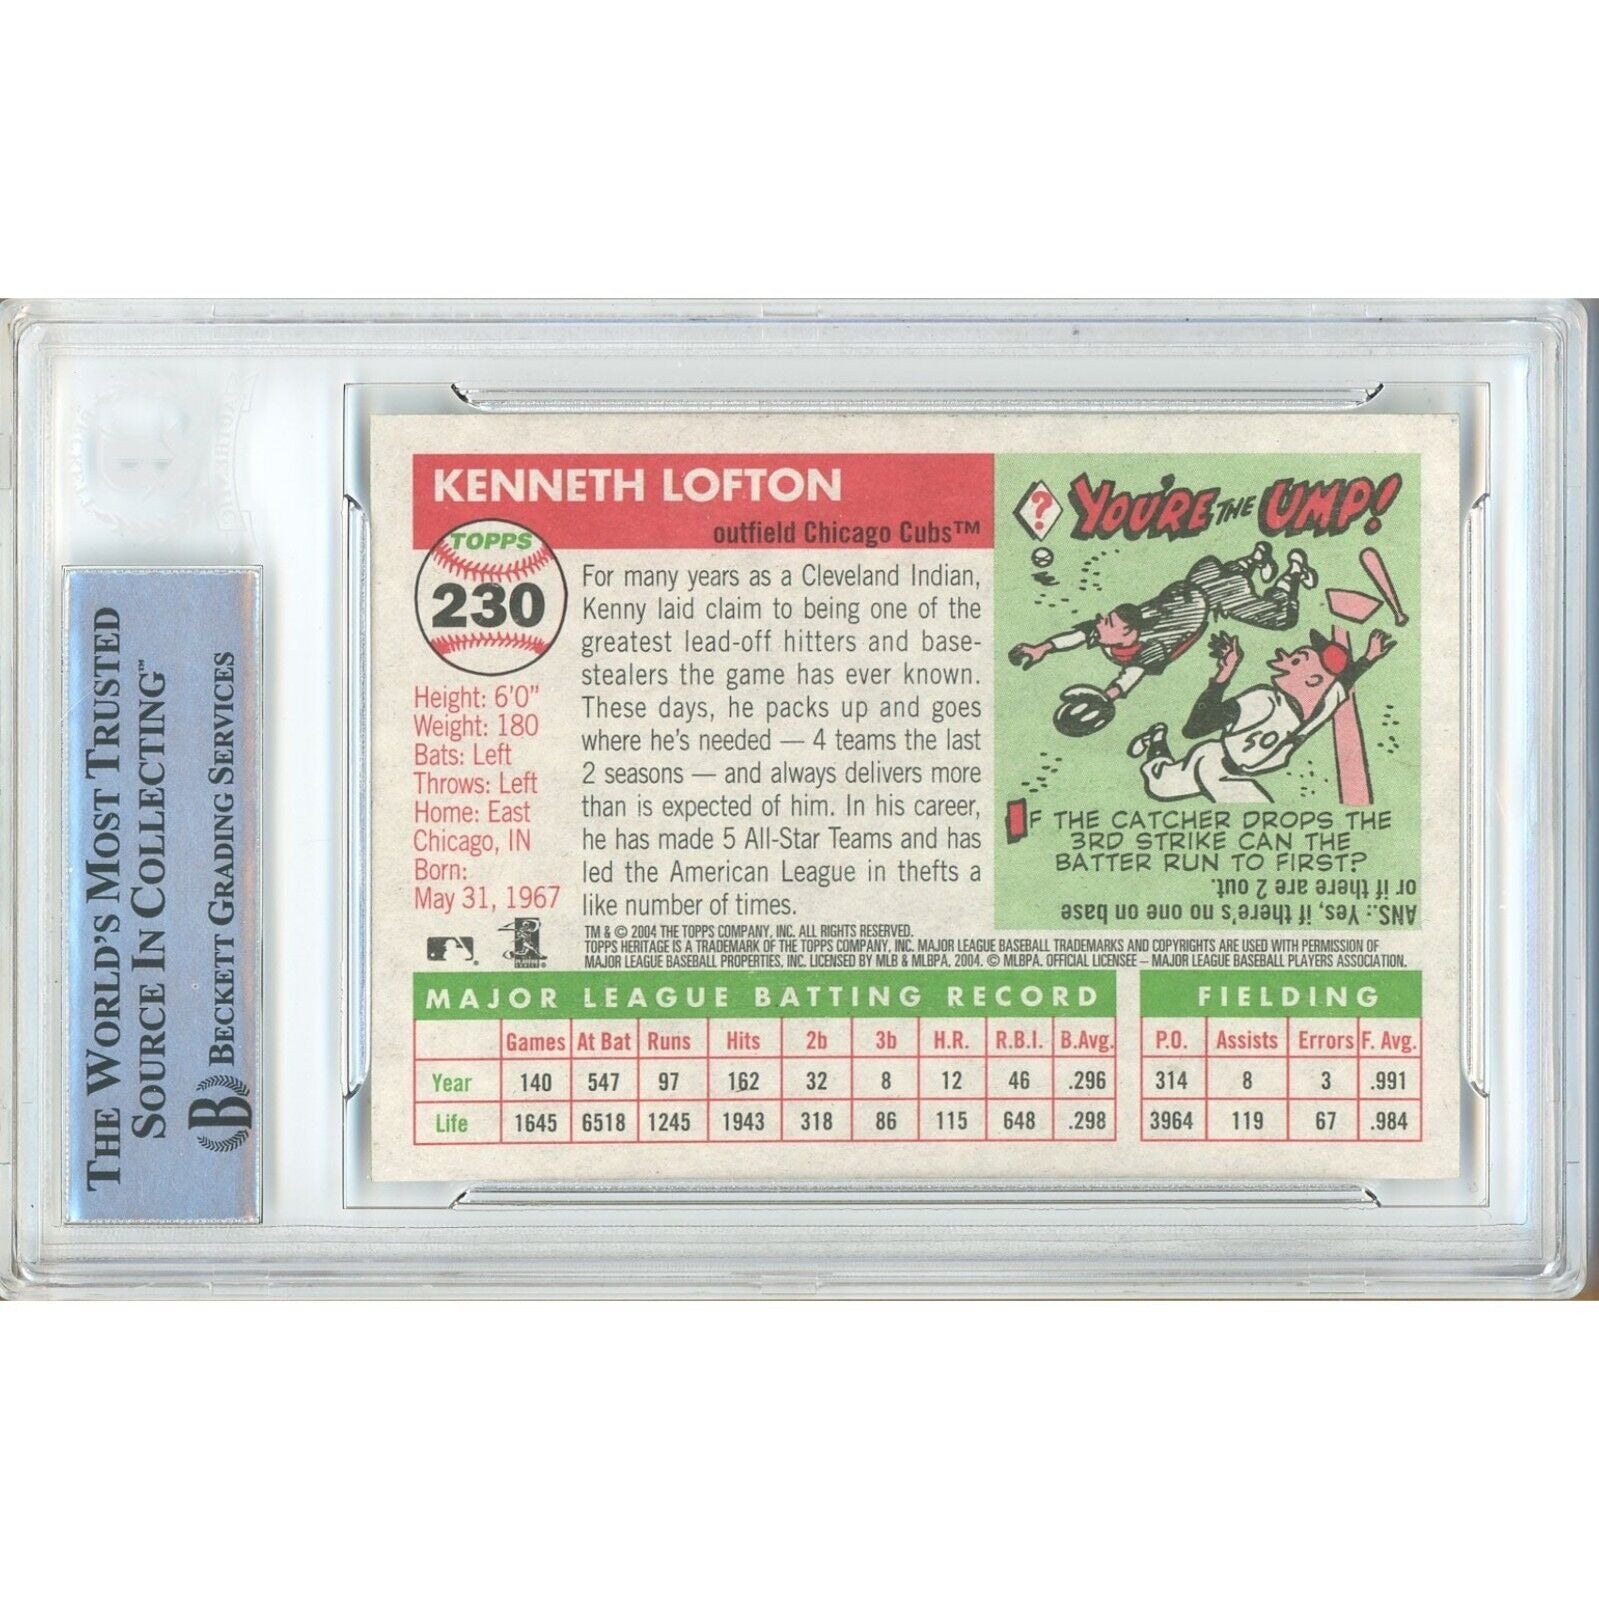 THE WORLD'S MOST TRUSTED
SOURCE IN COLLECTING™
BECKETT GRADING SERVICES
KENNETH LOFTON
outfield Chicago Cubs™
TOPPS
230
Height: 6'0"
Weight: 180
Bats: Left
Throws: Left
Home: East
Chicago, IN
Born:
May 31, 1967
For many years as a Cleveland Indian,
Kenny laid claim to being one of the
greatest lead-off hitters and base-
stealers the game has ever known.
These days, he packs up and goes
where he's needed — 4 teams the last
2 seasons — and always delivers more
than is expected of him. In his career,
he has made 5 All-Star Teams and has
led the American League in thefts a
like number of times.
? YOU'RE THE UMP!
50
IF THE CATCHER DROPS THE
3RD STRIKE CAN THE
BATTER RUN TO FIRST?
ANS.: Yes, if there's no one on base
or if there are 2 out.
TM & © 2004 THE TOPPS COMPANY, INC. ALL RIGHTS RESERVED.
TOPPS HERITAGE IS A TRADEMARK OF THE TOPPS COMPANY, INC. MAJOR LEAGUE BASEBALL TRADEMARKS AND COPYRIGHTS ARE USED WITH PERMISSION OF
MAJOR LEAGUE BASEBALL PROPERTIES, INC. LICENSED BY MLB & MLBPA, 2004. © MLBPA. OFFICIAL LICENSEE – MAJOR LEAGUE BASEBALL PLAYERS ASSOCIATION.
MAJOR LEAGUE BATTING RECORD
Games At Bat Runs Hits 2b 3b H.R. R.B.I. B.Avg.
Year 140 547 97 162 32 8 12 46 .296
Life 1645 6518 1245 1943 318 86 115 648 .298
FIELDING
P.O. Assists Errors F. Avg.
314 8 3 .991
3964 119 67 .984